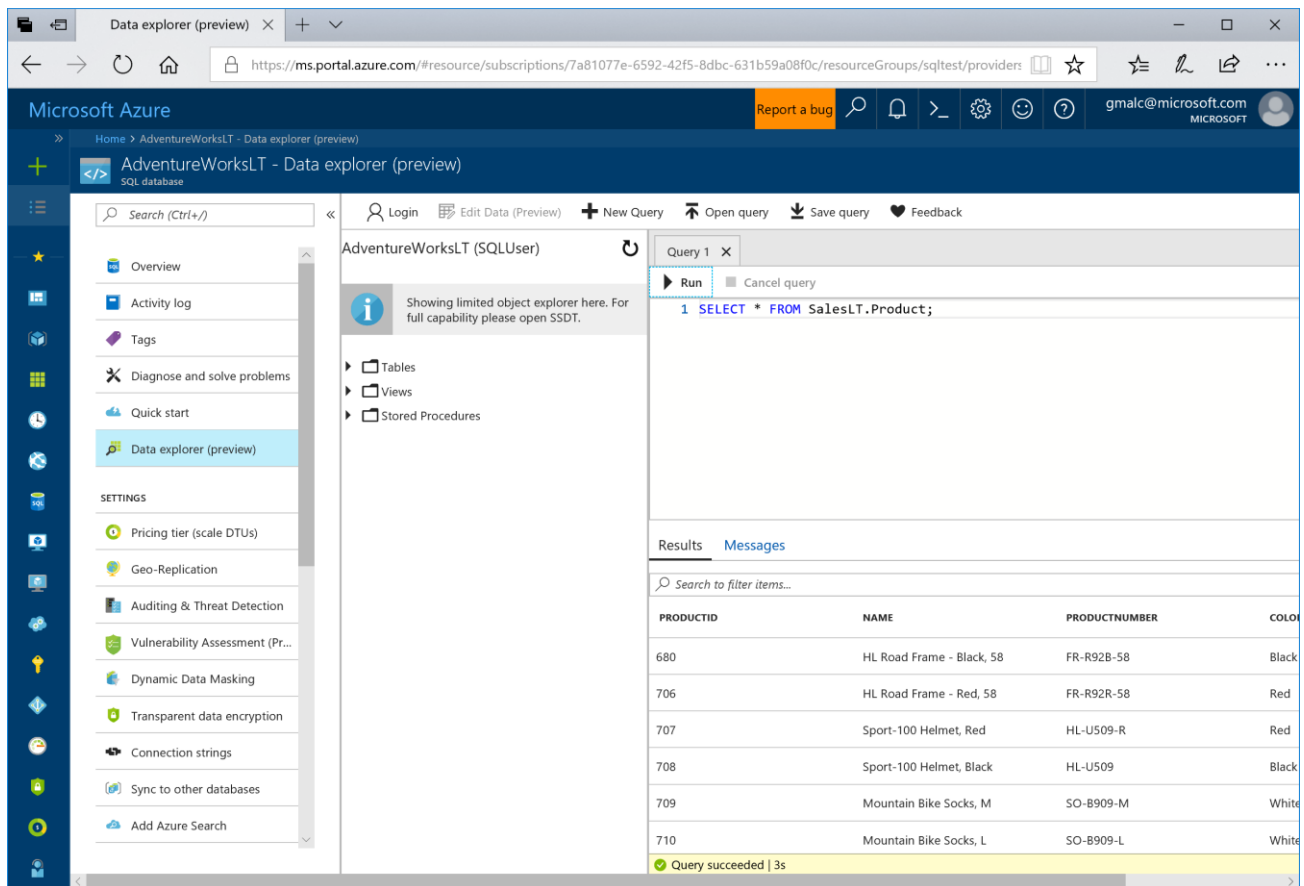 Data explorer (preview)
https://ms.portal.azure.com/#resource/subscriptions/7a81077e-6592-42f5-8dbc-631b59a08f0c/resourceGroups/sqltest/providers
Microsoft Azure
Report a bug
gmalc@microsoft.com
MICROSOFT
Home > AdventureWorksLT - Data explorer (preview)
AdventureWorksLT - Data explorer (preview)
SQL database
Search (Ctrl+/)
Overview
Activity log
Tags
Diagnose and solve problems
Quick start
Data explorer (preview)
SETTINGS
Pricing tier (scale DTUs)
Geo-Replication
Auditing & Threat Detection
Vulnerability Assessment (Pr...
Dynamic Data Masking
Transparent data encryption
Connection strings
Sync to other databases
Add Azure Search
Login Edit Data (Preview) New Query Open query Save query Feedback
AdventureWorksLT (SQLUser)
Showing limited object explorer here. For
full capability please open SSDT.
Tables
Views
Stored Procedures
Query 1
Run Cancel query
1 SELECT * FROM SalesLT.Product;
Results Messages
Search to filter items...
PRODUCTID NAME PRODUCTNUMBER COLO
680 HL Road Frame - Black, 58 FR-R92B-58 Black
706 HL Road Frame - Red, 58 FR-R92R-58 Red
707 Sport-100 Helmet, Red HL-U509-R Red
708 Sport-100 Helmet, Black HL-U509 Black
709 Mountain Bike Socks, M SO-B909-M White
710 Mountain Bike Socks, L SO-B909-L White
Query succeeded | 3s